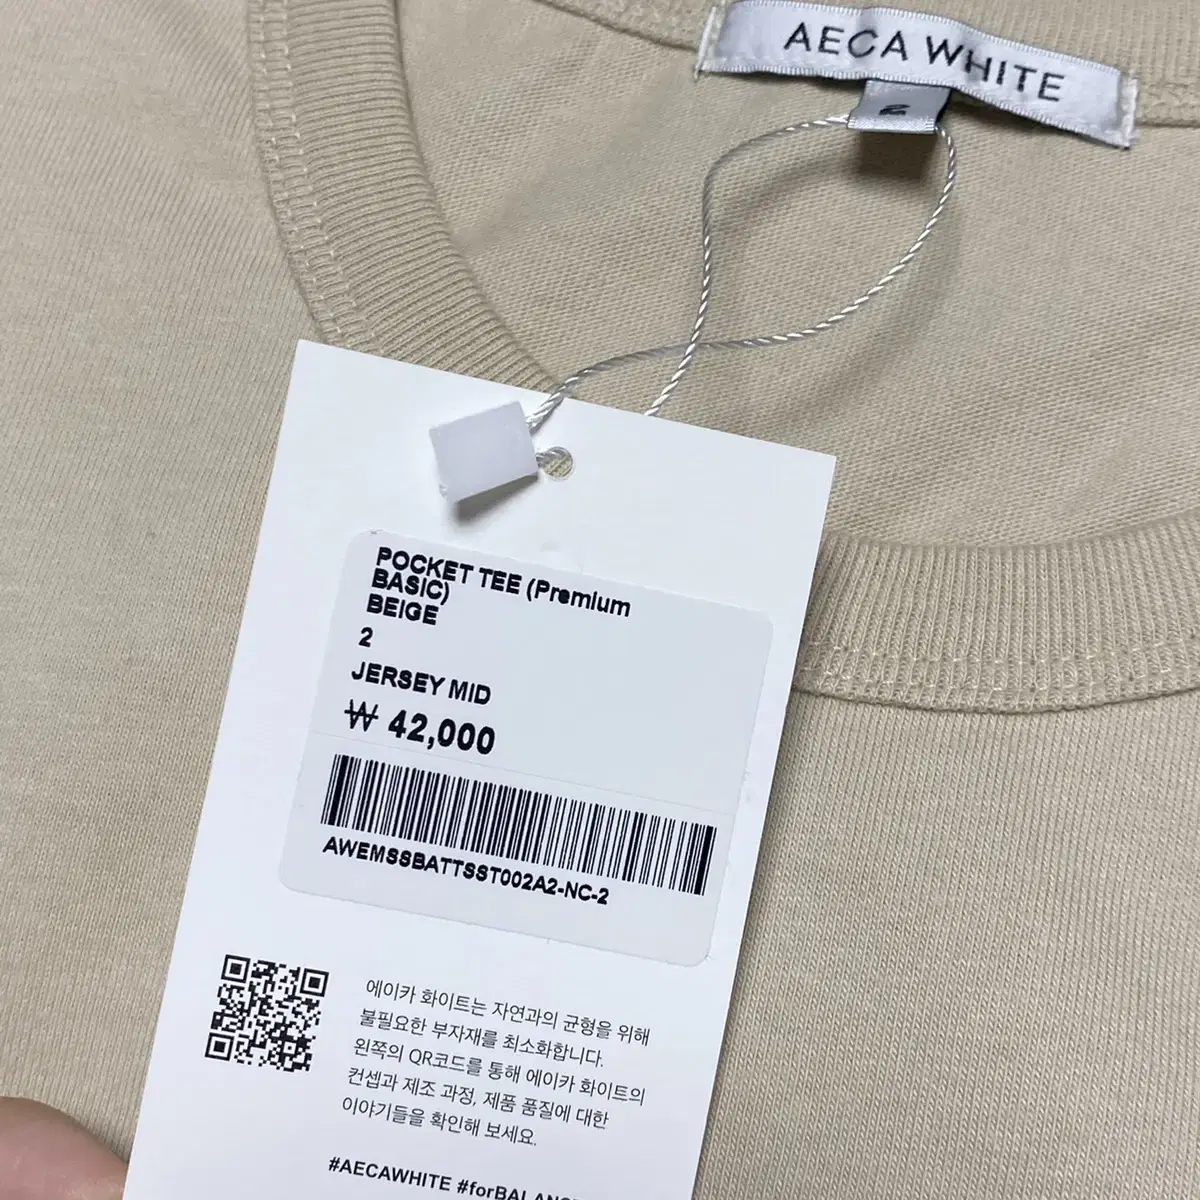 AECA WHITE
2
POCKET TEE (Premium
BASIC)
BEIGE
2
JERSEY MID
₩ 42,000
AWEMSSBATTSST002A2-NC-2
에이카 화이트는 자연과의 균형을 위해
불필요한 부자재를 최소화합니다.
왼쪽의 QR코드를 통해 에이카 화이트의
컨셉과 제조 과정, 제품 품질에 대한
이야기들을 확인해 보세요.
#AECAWHITE